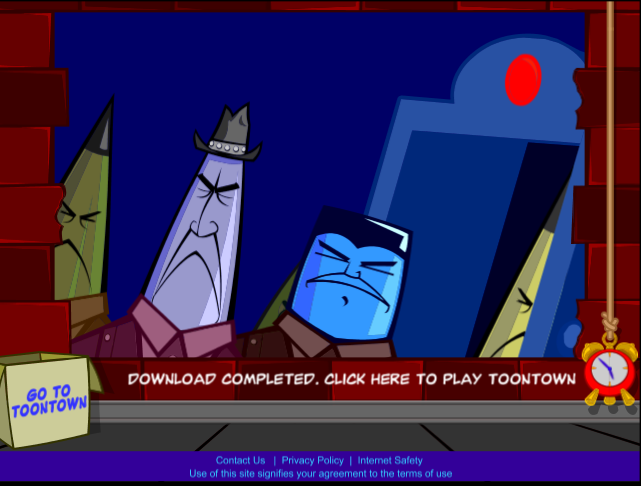 DOWNLOAD COMPLETED. CLICK HERE TO PLAY TOONTOWN
GO TO
TOONTOWN
Contact Us | Privacy Policy | Internet Safety
Use of this site signifies your agreement to the terms of use